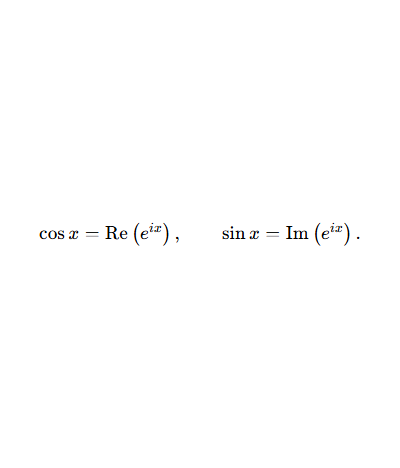 cos x = Re (e^{ix}) ,  sin x = Im (e^{ix}) .